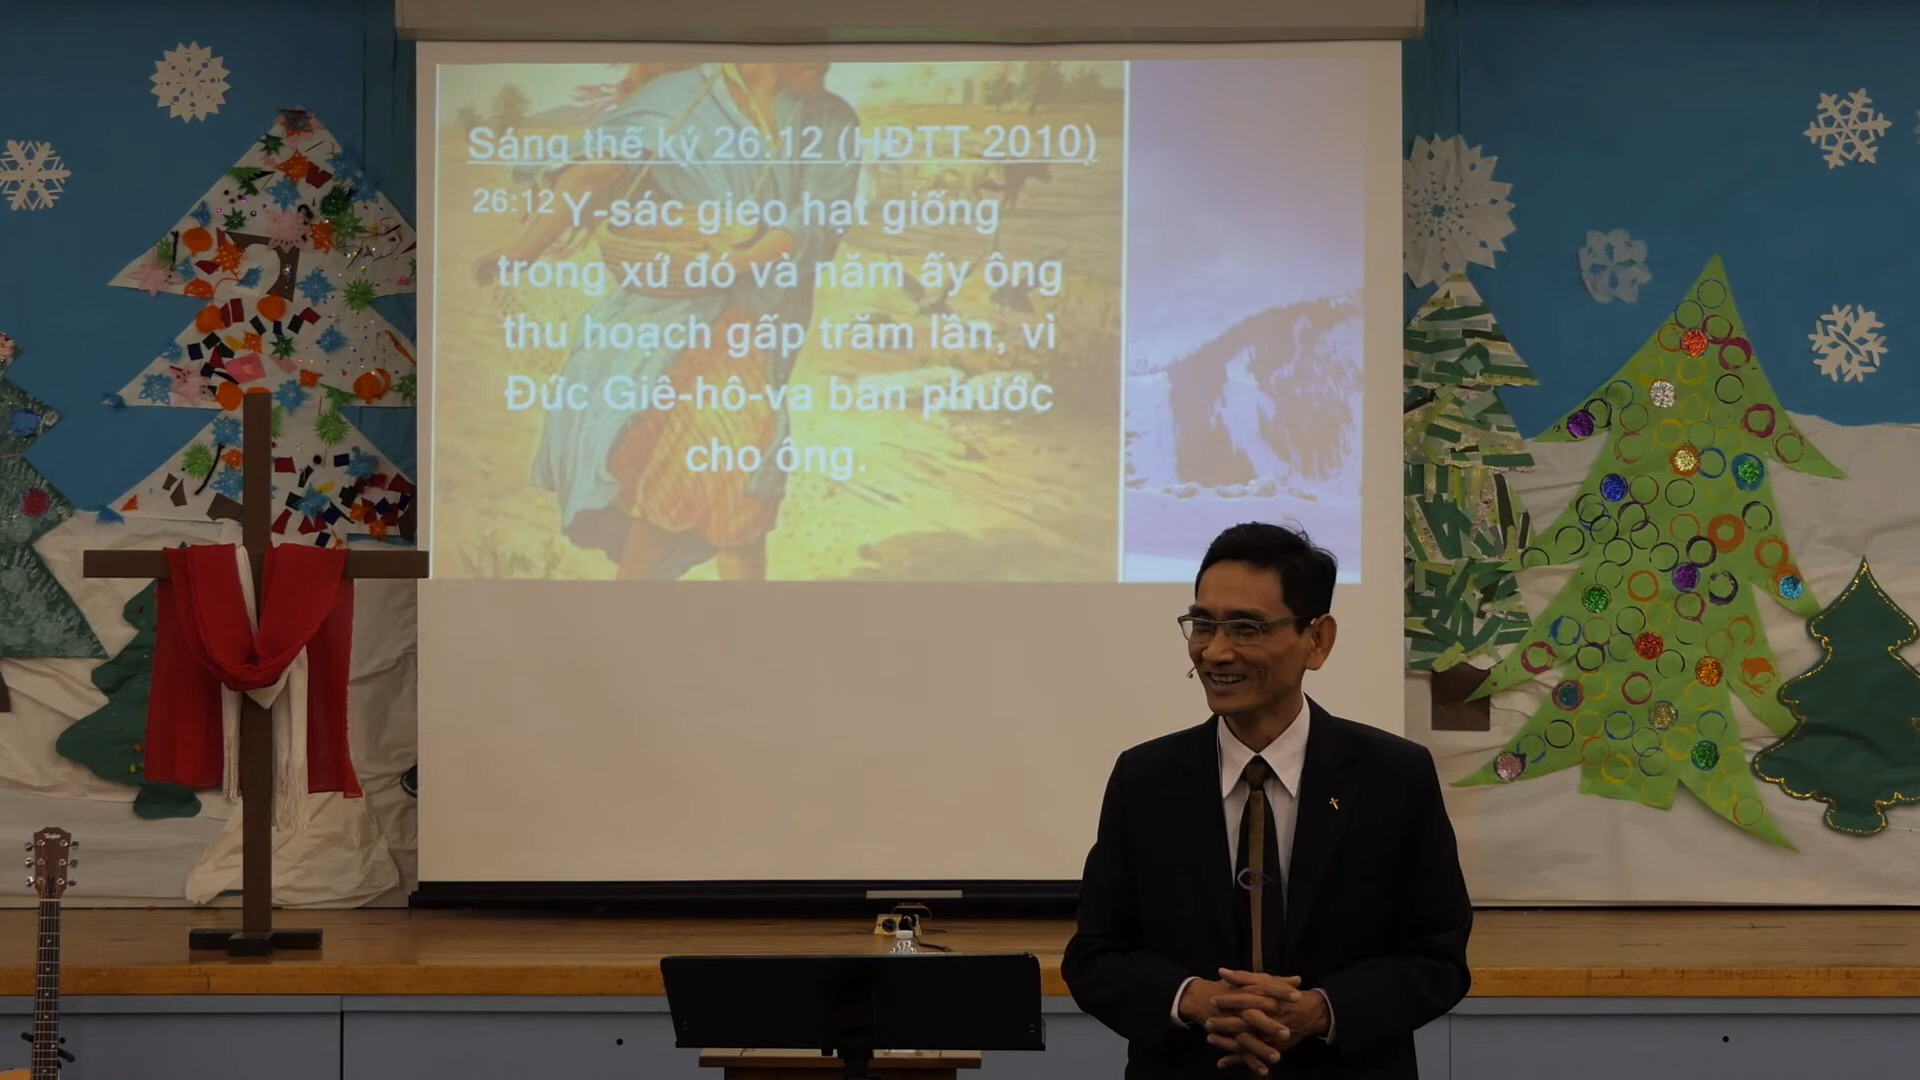 Sáng thế ký 26:12 (HĐTT 2010)
26:12 Y-sác gieo hạt giống
trong xứ đó và năm ấy ông
thu hoạch gấp trăm lần, vì
Đức Giê-hô-va ban phước
cho ông.
Taylor